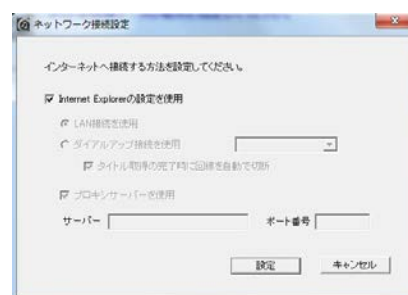 ネットワーク接続設定
インターネットへ接続する方法を設定してください。
Internet Explorerの設定を使用
LAN接続を使用
ダイアルアップ接続を使用
タイトル取得の完了時に回線を自動で切断
プロキシサーバーを使用
サーバー ポート番号
設定 キャンセル